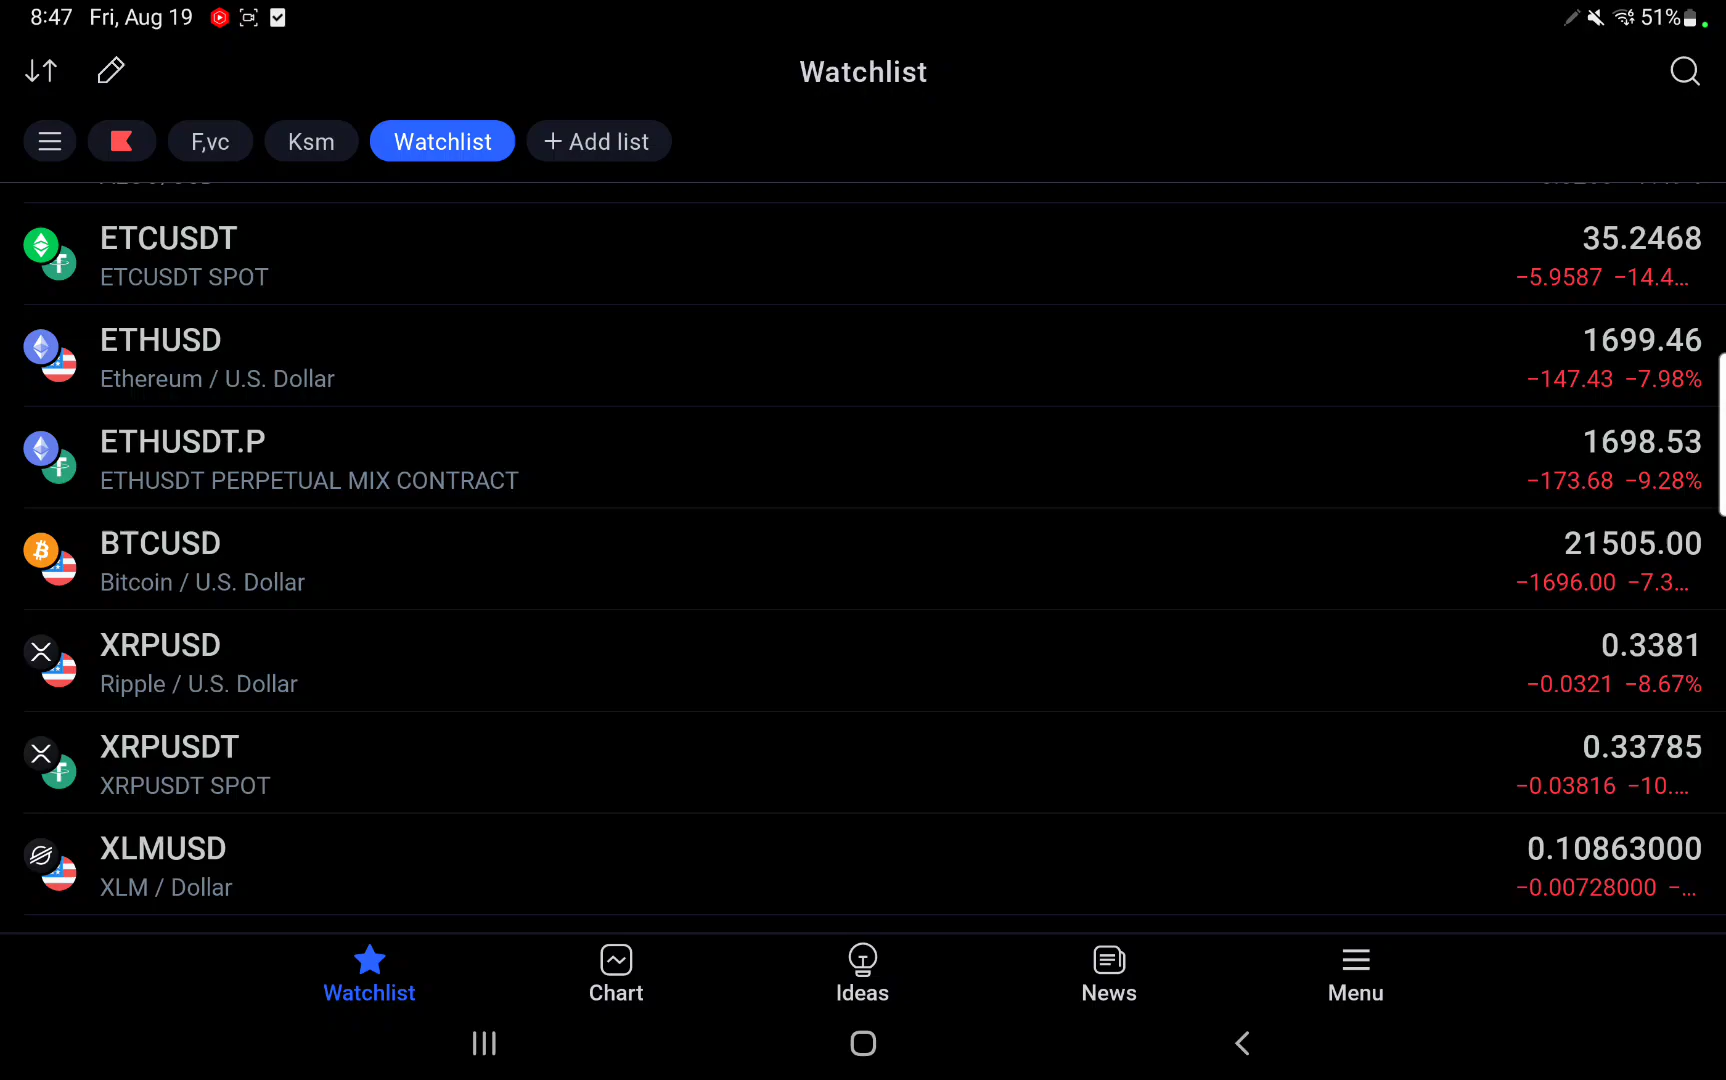 8:47 Fri, Aug 19
51%
Watchlist
F,vc
Ksm
Watchlist
+ Add list
ETCUSDT
35.2468
ETCUSDT SPOT
−5.9587 −14.4...
ETHUSD
1699.46
Ethereum / U.S. Dollar
−147.43 −7.98%
ETHUSDT.P
1698.53
ETHUSDT PERPETUAL MIX CONTRACT
−173.68 −9.28%
BTCUSD
21505.00
Bitcoin / U.S. Dollar
−1696.00 −7.3...
XRPUSD
0.3381
Ripple / U.S. Dollar
−0.0321 −8.67%
XRPUSDT
0.33785
XRPUSDT SPOT
−0.03816 −10....
XLMUSD
0.10863000
XLM / Dollar
−0.00728000 −...
Watchlist
Chart
Ideas
News
Menu